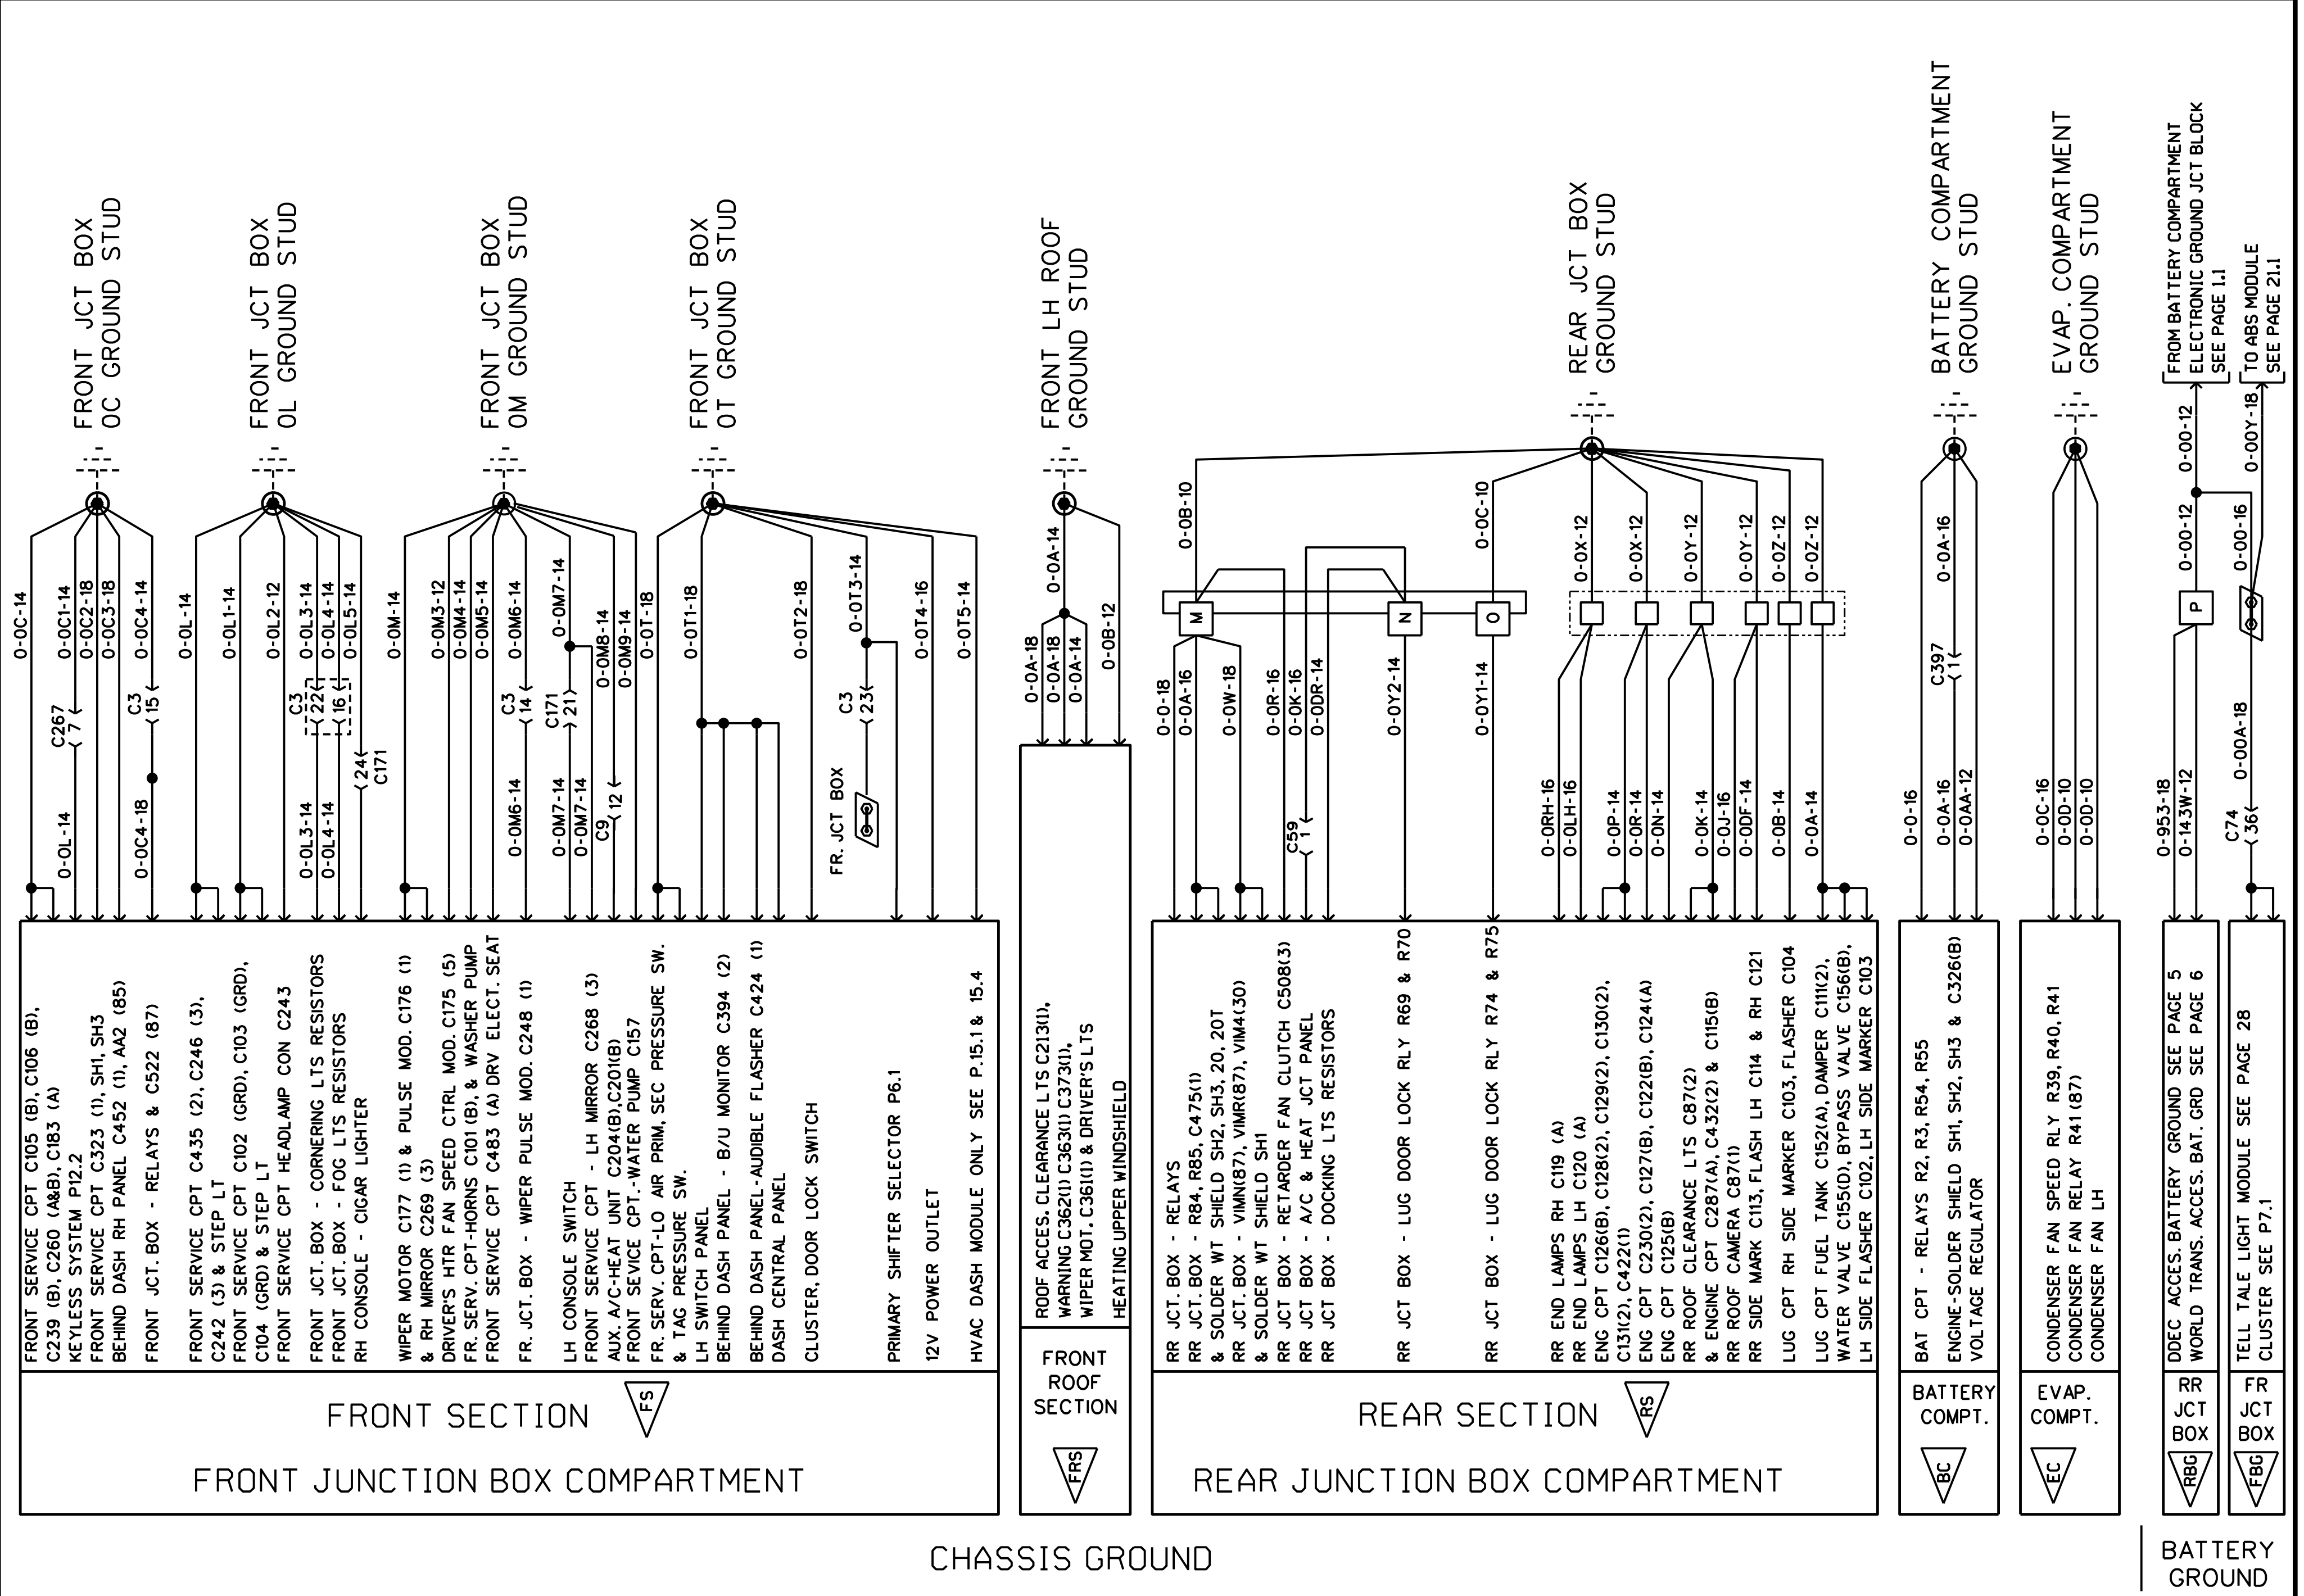 FRONT JCT BOX
OC GROUND STUD
FRONT JCT BOX
OL GROUND STUD
FRONT JCT BOX
OM GROUND STUD
FRONT JCT BOX
OT GROUND STUD
FRONT LH ROOF
GROUND STUD
REAR JCT BOX
GROUND STUD
BATTERY COMPARTMENT
GROUND STUD
EVAP. COMPARTMENT
GROUND STUD
FROM BATTERY COMPARTMENT
ELECTRONIC GROUND JCT BLOCK
SEE PAGE 1.1
TO ABS MODULE
SEE PAGE 21.1
0-0C-14
0-0C1-14
0-0C2-18
0-0C3-18
0-0C4-14
C267
7
C3
15
0-0L-14
0-0C4-18
0-0L-14
0-0L1-14
0-0L2-12
0-0L3-14
0-0L4-14
0-0L5-14
C3
22
16
24
C171
0-0L3-14
0-0L4-14
0-0M-14
0-0M3-12
0-0M4-14
0-0M5-14
0-0M6-14
0-0M7-14
0-0M8-14
0-0M9-14
C3
14
C171
21
C9
12
0-0M6-14
0-0M7-14
0-0M7-14
0-0T-18
0-0T1-18
0-0T2-18
0-0T3-14
0-0T4-16
0-0T5-14
C3
23
FR. JCT BOX
0-0A-14
0-0A-18
0-0A-18
0-0A-14
0-0B-12
0-0B-10
0-0C-10
0-0X-12
0-0X-12
0-0Y-12
0-0Y-12
0-0Z-12
0-0Z-12
M
N
O
0-0-18
0-0A-16
0-0W-18
0-0R-16
0-0K-16
0-0DR-14
C59
1
0-0Y2-14
0-0Y1-14
0-0RH-16
0-0LH-16
0-0P-14
0-0R-14
0-0N-14
0-0K-14
0-0J-16
0-0DF-14
0-0B-14
0-0A-14
0-0A-16
C397
1
0-0-16
0-0A-16
0-0AA-12
0-0C-16
0-0D-10
0-0D-10
0-00-12
0-00Y-18
0-00-12
0-00-16
P
0-953-18
0-143W-12
0-00A-18
C74
36
FRONT SERVICE CPT C105 (B), C106 (B),
C239 (B), C260 (A&B), C183 (A)
KEYLESS SYSTEM P12.2
FRONT SERVICE CPT C323 (1), SH1, SH3
BEHIND DASH RH PANEL C452 (1), AA2 (85)
FRONT JCT. BOX - RELAYS & C522 (87)
FRONT SERVICE CPT C435 (2), C246 (3),
C242 (3) & STEP LT
FRONT SERVICE CPT C102 (GRD), C103 (GRD),
C104 (GRD) & STEP LT
FRONT SERVICE CPT HEADLAMP CON C243
FRONT JCT. BOX - CORNERING LTS RESISTORS
FRONT JCT. BOX - FOG LTS RESISTORS
RH CONSOLE - CIGAR LIGHTER
WIPER MOTOR C177 (1) & PULSE MOD. C176 (1)
& RH MIRROR C269 (3)
DRIVER'S HTR FAN SPEED CTRL MOD. C175 (5)
FR. SERV. CPT-HORNS C101 (B), & WASHER PUMP
FRONT SERVICE CPT C483 (A) DRV ELECT. SEAT
FR. JCT. BOX - WIPER PULSE MOD. C248 (1)
LH CONSOLE SWITCH
FRONT SERVICE CPT - LH MIRROR C268 (3)
AUX. A/C-HEAT UNIT C204(B),C201(B)
FRONT SEVICE CPT.-WATER PUMP C157
FR. SERV. CPT-LO AIR PRIM, SEC PRESSURE SW.
& TAG PRESSURE SW.
LH SWITCH PANEL
BEHIND DASH PANEL - B/U MONITOR C394 (2)
BEHIND DASH PANEL-AUDIBLE FLASHER C424 (1)
DASH CENTRAL PANEL
CLUSTER, DOOR LOCK SWITCH
PRIMARY SHIFTER SELECTOR P6.1
12V POWER OUTLET
HVAC DASH MODULE ONLY SEE P.15.1 & 15.4
FRONT SECTION
FS
FRONT JUNCTION BOX COMPARTMENT
ROOF ACCES. CLEARANCE LTS C213(1),
WARNING C362(1) C363(1) C373(1),
WIPER MOT. C361(1) & DRIVER'S LTS
HEATING UPPER WINDSHIELD
FRONT
ROOF
SECTION
FRS
RR JCT. BOX - RELAYS
RR JCT. BOX - R84, R85, C475(1)
& SOLDER WT SHIELD SH2, SH3, 20, 20T
RR JCT. BOX - VIMN(87), VIMR(87), VIM4(30)
& SOLDER WT SHIELD SH1
RR JCT BOX - RETARDER FAN CLUTCH C508(3)
RR JCT BOX - A/C & HEAT JCT PANEL
RR JCT BOX - DOCKING LTS RESISTORS
RR JCT BOX - LUG DOOR LOCK RLY R69 & R70
RR JCT BOX - LUG DOOR LOCK RLY R74 & R75
RR END LAMPS RH C119 (A)
RR END LAMPS LH C120 (A)
ENG CPT C126(B), C128(2), C129(2), C130(2),
C131(2), C422(1)
ENG CPT C230(2), C127(B), C122(B), C124(A)
ENG CPT C125(B)
RR ROOF CLEARANCE LTS C87(2)
& ENGINE CPT C287(A), C432(2) & C115(B)
RR ROOF CAMERA C87(1)
RR SIDE MARK C113, FLASH LH C114 & RH C121
LUG CPT RH SIDE MARKER C103, FLASHER C104
LUG CPT FUEL TANK C152(A), DAMPER C111(2),
WATER VALVE C155(D), BYPASS VALVE C156(B),
LH SIDE FLASHER C102, LH SIDE MARKER C103
REAR SECTION
RS
REAR JUNCTION BOX COMPARTMENT
BAT CPT - RELAYS R2, R3, R54, R55
ENGINE-SOLDER SHIELD SH1, SH2, SH3 & C326(B)
VOLTAGE REGULATOR
BATTERY
COMPT.
BC
CONDENSER FAN SPEED RLY R39, R40, R41
CONDENSER FAN RELAY R41 (87)
CONDENSER FAN LH
EVAP.
COMPT.
EC
DDEC ACCES. BATTERY GROUND SEE PAGE 5
WORLD TRANS. ACCES. BAT. GRD SEE PAGE 6
RR
JCT
BOX
RBG
TELL TALE LIGHT MODULE SEE PAGE 28
CLUSTER SEE P7.1
FR
JCT
BOX
FBG
CHASSIS GROUND
BATTERY
GROUND